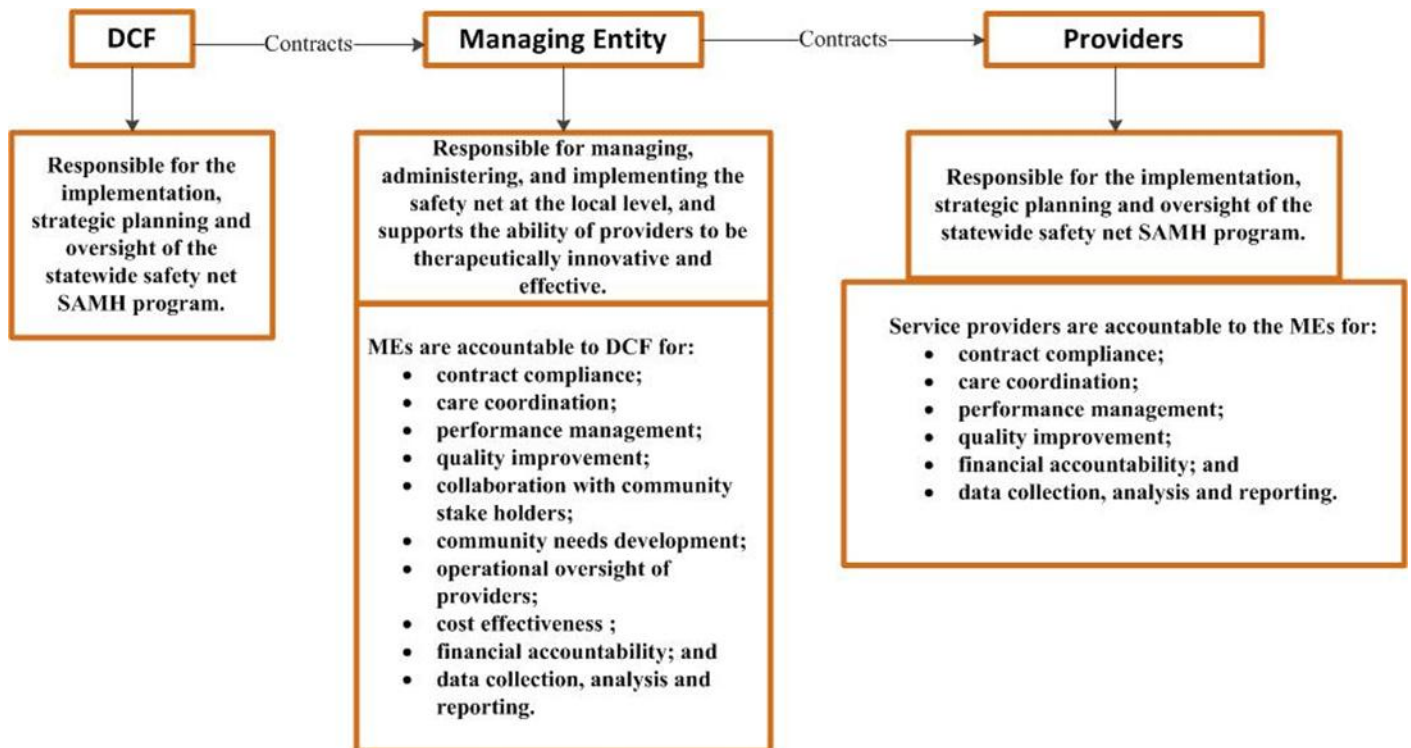 DCF
Contracts
Managing Entity
Contracts
Providers
Responsible for the
implementation,
strategic planning and
oversight of the
statewide safety net
SAMH program.
Responsible for managing,
administering, and implementing the
safety net at the local level, and
supports the ability of providers to be
therapeutically innovative and
effective.
MEs are accountable to DCF for:
• contract compliance;
• care coordination;
• performance management;
• quality improvement;
• collaboration with community
stake holders;
• community needs development;
• operational oversight of
providers;
• cost effectiveness ;
• financial accountability; and
• data collection, analysis and
reporting.
Responsible for the implementation,
strategic planning and oversight of the
statewide safety net SAMH program.
Service providers are accountable to the MEs for:
• contract compliance;
• care coordination;
• performance management;
• quality improvement;
• financial accountability; and
• data collection, analysis and reporting.